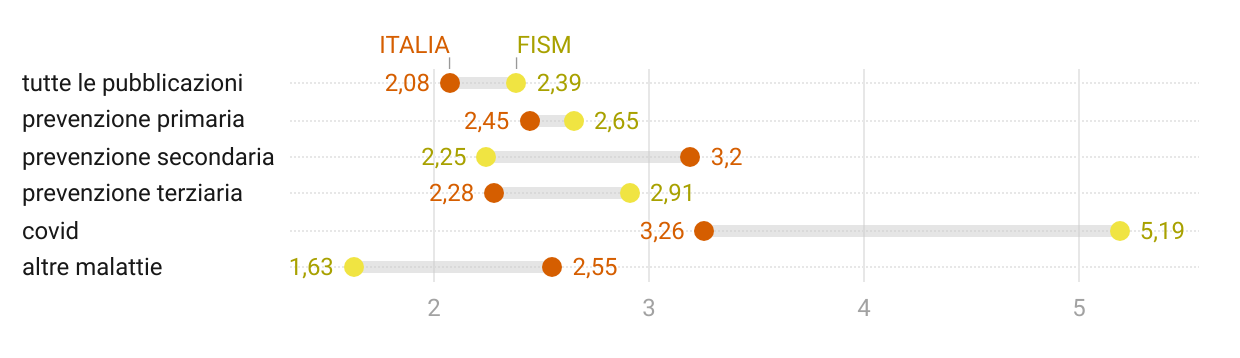 ITALIA FISM
tutte le pubblicazioni 2,08 2,39
prevenzione primaria 2,45 2,65
prevenzione secondaria 2,25 3,2
prevenzione terziaria 2,28 2,91
covid 3,26 5,19
altre malattie 1,63 2,55
2 3 4 5